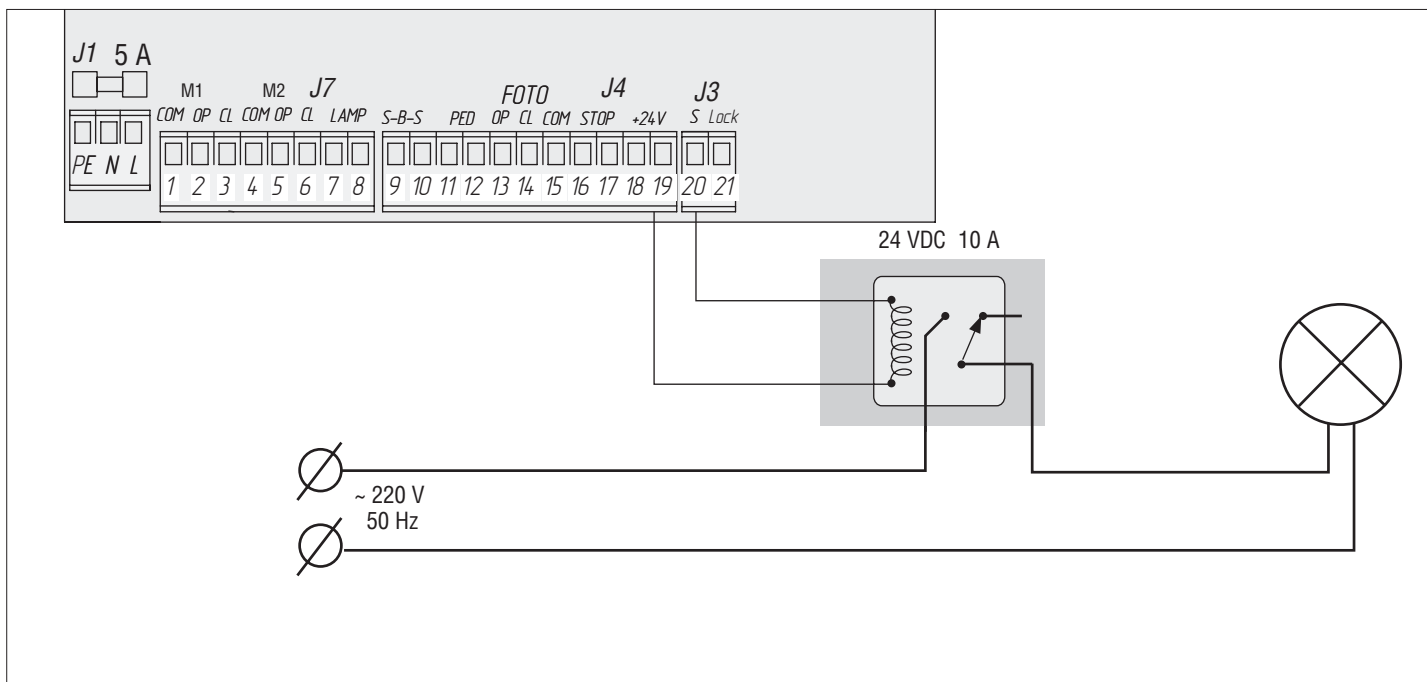 J1 5 A
M1 M2 J7
COM OP CL COM OP CL LAMP
FOTO J4
S-B-S PED OP CL COM STOP +24V
J3
S Lock
PE N L
1 2 3 4 5 6 7 8 9 10 11 12 13 14 15 16 17 18 19 20 21
24 VDC 10 A
~ 220 V
50 Hz